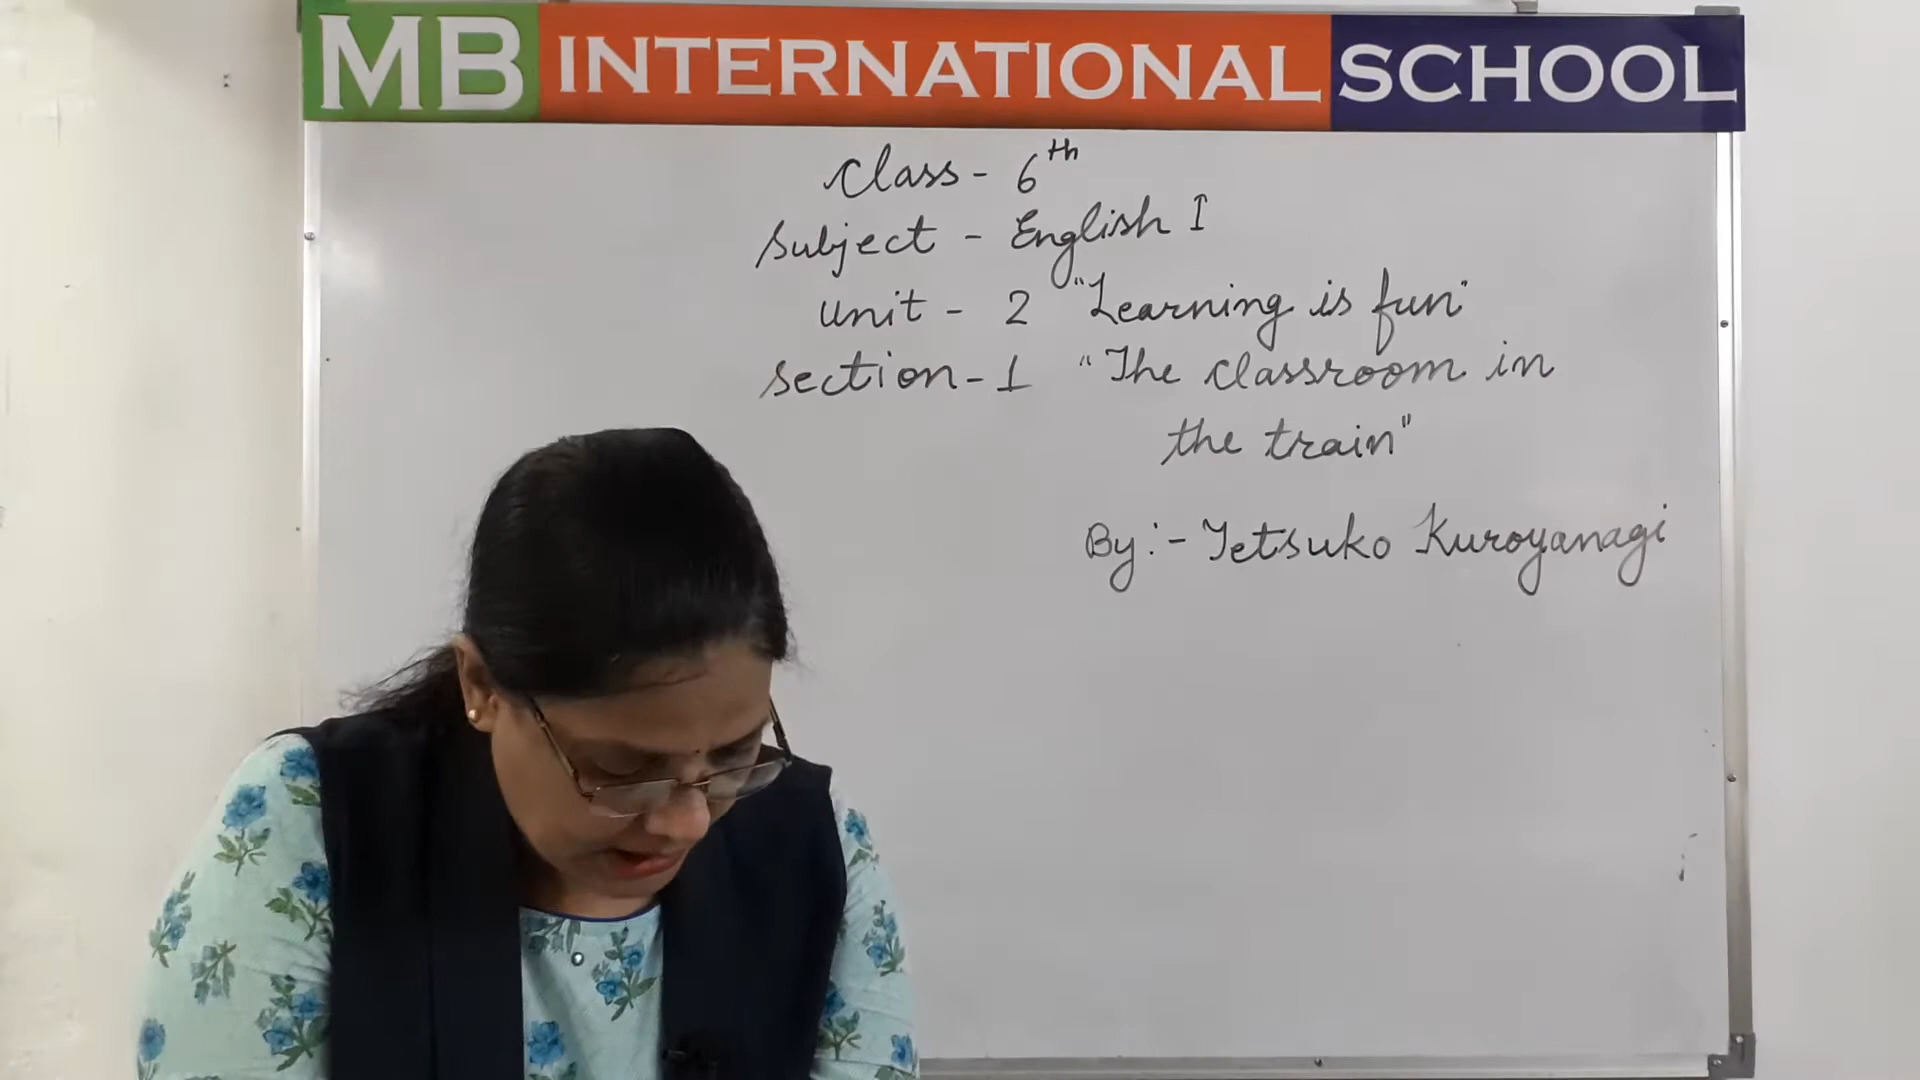 MB INTERNATIONAL SCHOOL
Class - 6th
Subject - English I
Unit - 2 "Learning is fun"
Section - 1 "The classroom in
the train"
By :- Tetsuko Kuroyanagi